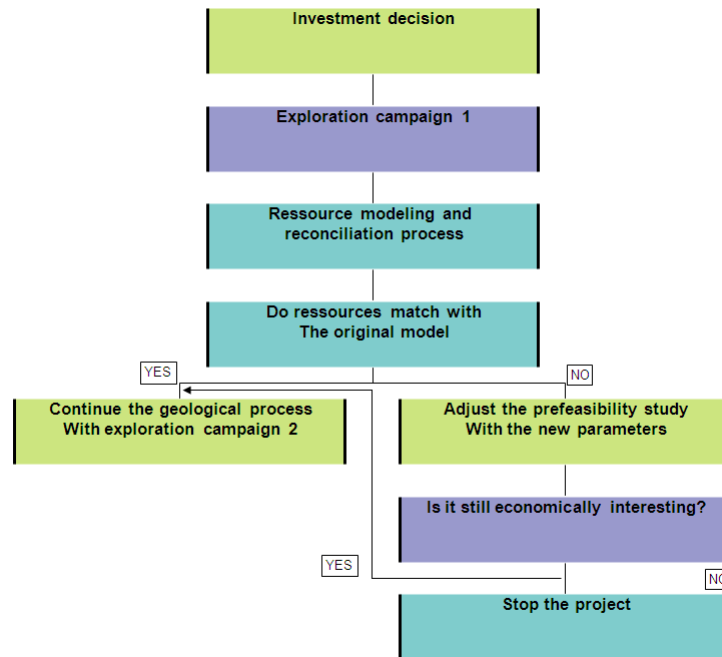 Investment decision
Exploration campaign 1
Ressource modeling and
reconciliation process
Do ressources match with
The original model
YES
NO
Continue the geological process
With exploration campaign 2
Adjust the prefeasibility study
With the new parameters
Is it still economically interesting?
YES
NO
Stop the project